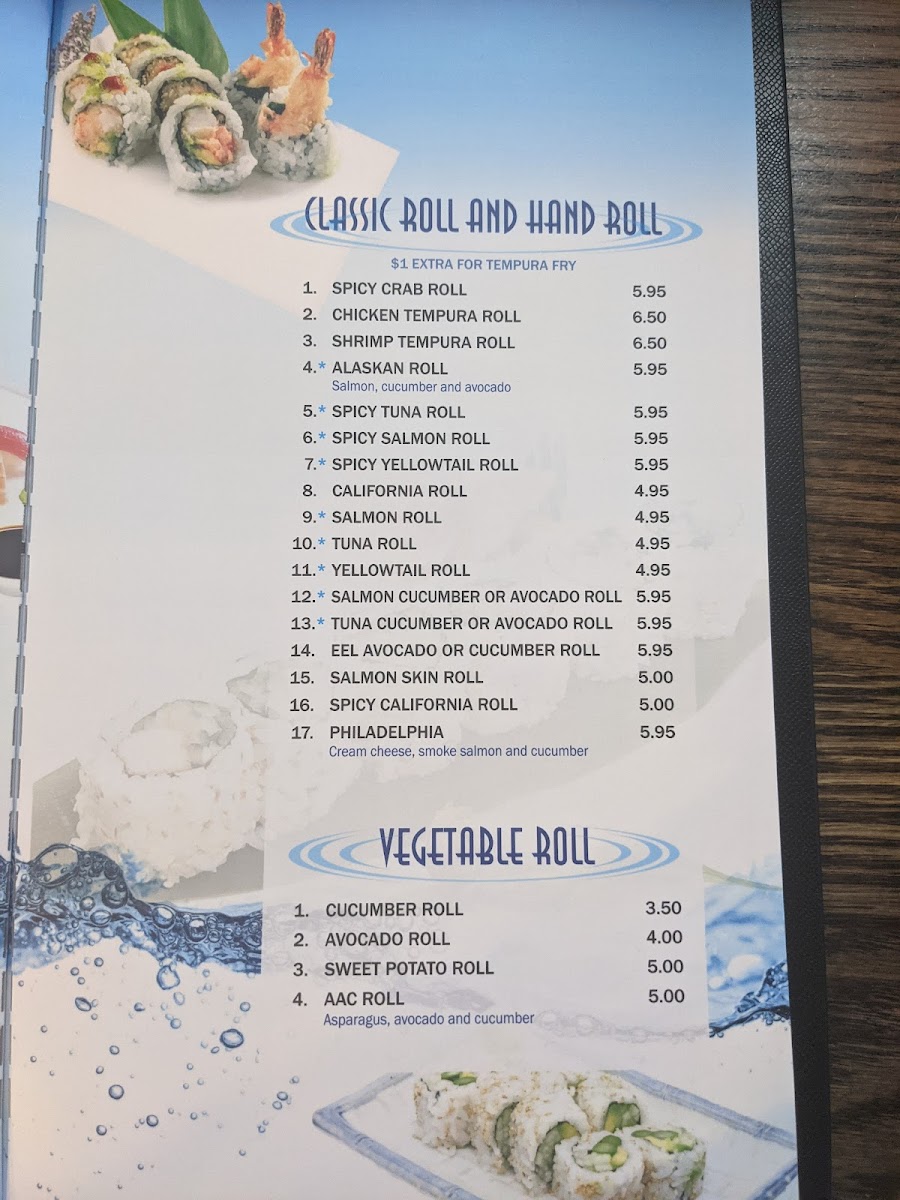 CLASSIC ROLL AND HAND ROLL
$1 EXTRA FOR TEMPURA FRY
1. SPICY CRAB ROLL 5.95
2. CHICKEN TEMPURA ROLL 6.50
3. SHRIMP TEMPURA ROLL 6.50
4.* ALASKAN ROLL 5.95
Salmon, cucumber and avocado
5.* SPICY TUNA ROLL 5.95
6.* SPICY SALMON ROLL 5.95
7.* SPICY YELLOWTAIL ROLL 5.95
8. CALIFORNIA ROLL 4.95
9.* SALMON ROLL 4.95
10.* TUNA ROLL 4.95
11.* YELLOWTAIL ROLL 4.95
12.* SALMON CUCUMBER OR AVOCADO ROLL 5.95
13.* TUNA CUCUMBER OR AVOCADO ROLL 5.95
14. EEL AVOCADO OR CUCUMBER ROLL 5.95
15. SALMON SKIN ROLL 5.00
16. SPICY CALIFORNIA ROLL 5.00
17. PHILADELPHIA 5.95
Cream cheese, smoke salmon and cucumber
VEGETABLE ROLL
1. CUCUMBER ROLL 3.50
2. AVOCADO ROLL 4.00
3. SWEET POTATO ROLL 5.00
4. AAC ROLL 5.00
Asparagus, avocado and cucumber